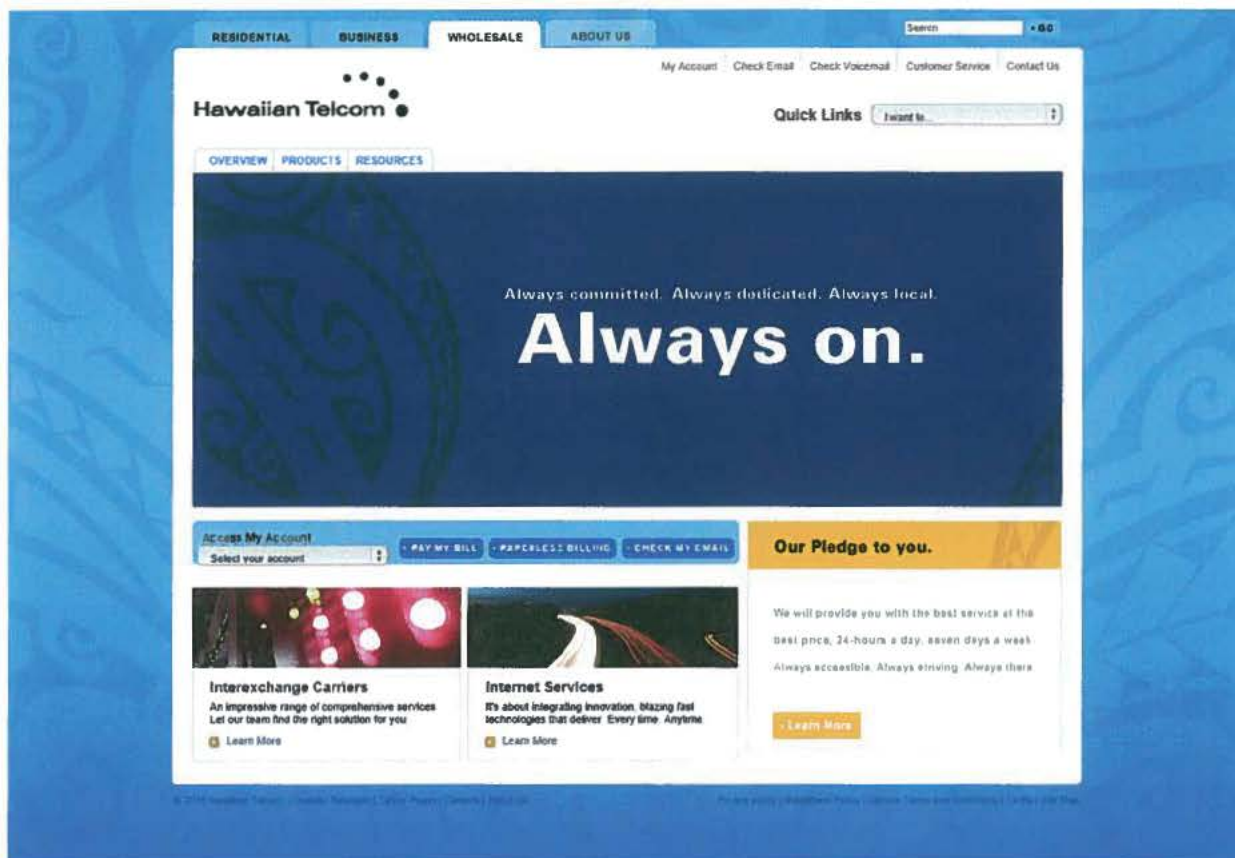 RESIDENTIAL BUSINESS WHOLESALE ABOUT US Search GO
My Account Check Email Check Voicemail Customer Service Contact Us
Hawaiian Telcom
Quick Links I want to...
OVERVIEW PRODUCTS RESOURCES
Always committed. Always dedicated. Always local.
Always on.
Access My Account
Select your account
PAY MY BILL PAPERLESS BILLING CHECK MY EMAIL
Our Pledge to you.
We will provide you with the best service at the
best price, 24-hours a day, seven days a week
Always accessible. Always striving. Always there
Learn More
Interexchange Carriers
An impressive range of comprehensive services
Let our team find the right solution for you
Learn More
Internet Services
It's about integrating innovation, blazing fast
technologies that deliver. Every time. Anytime
Learn More